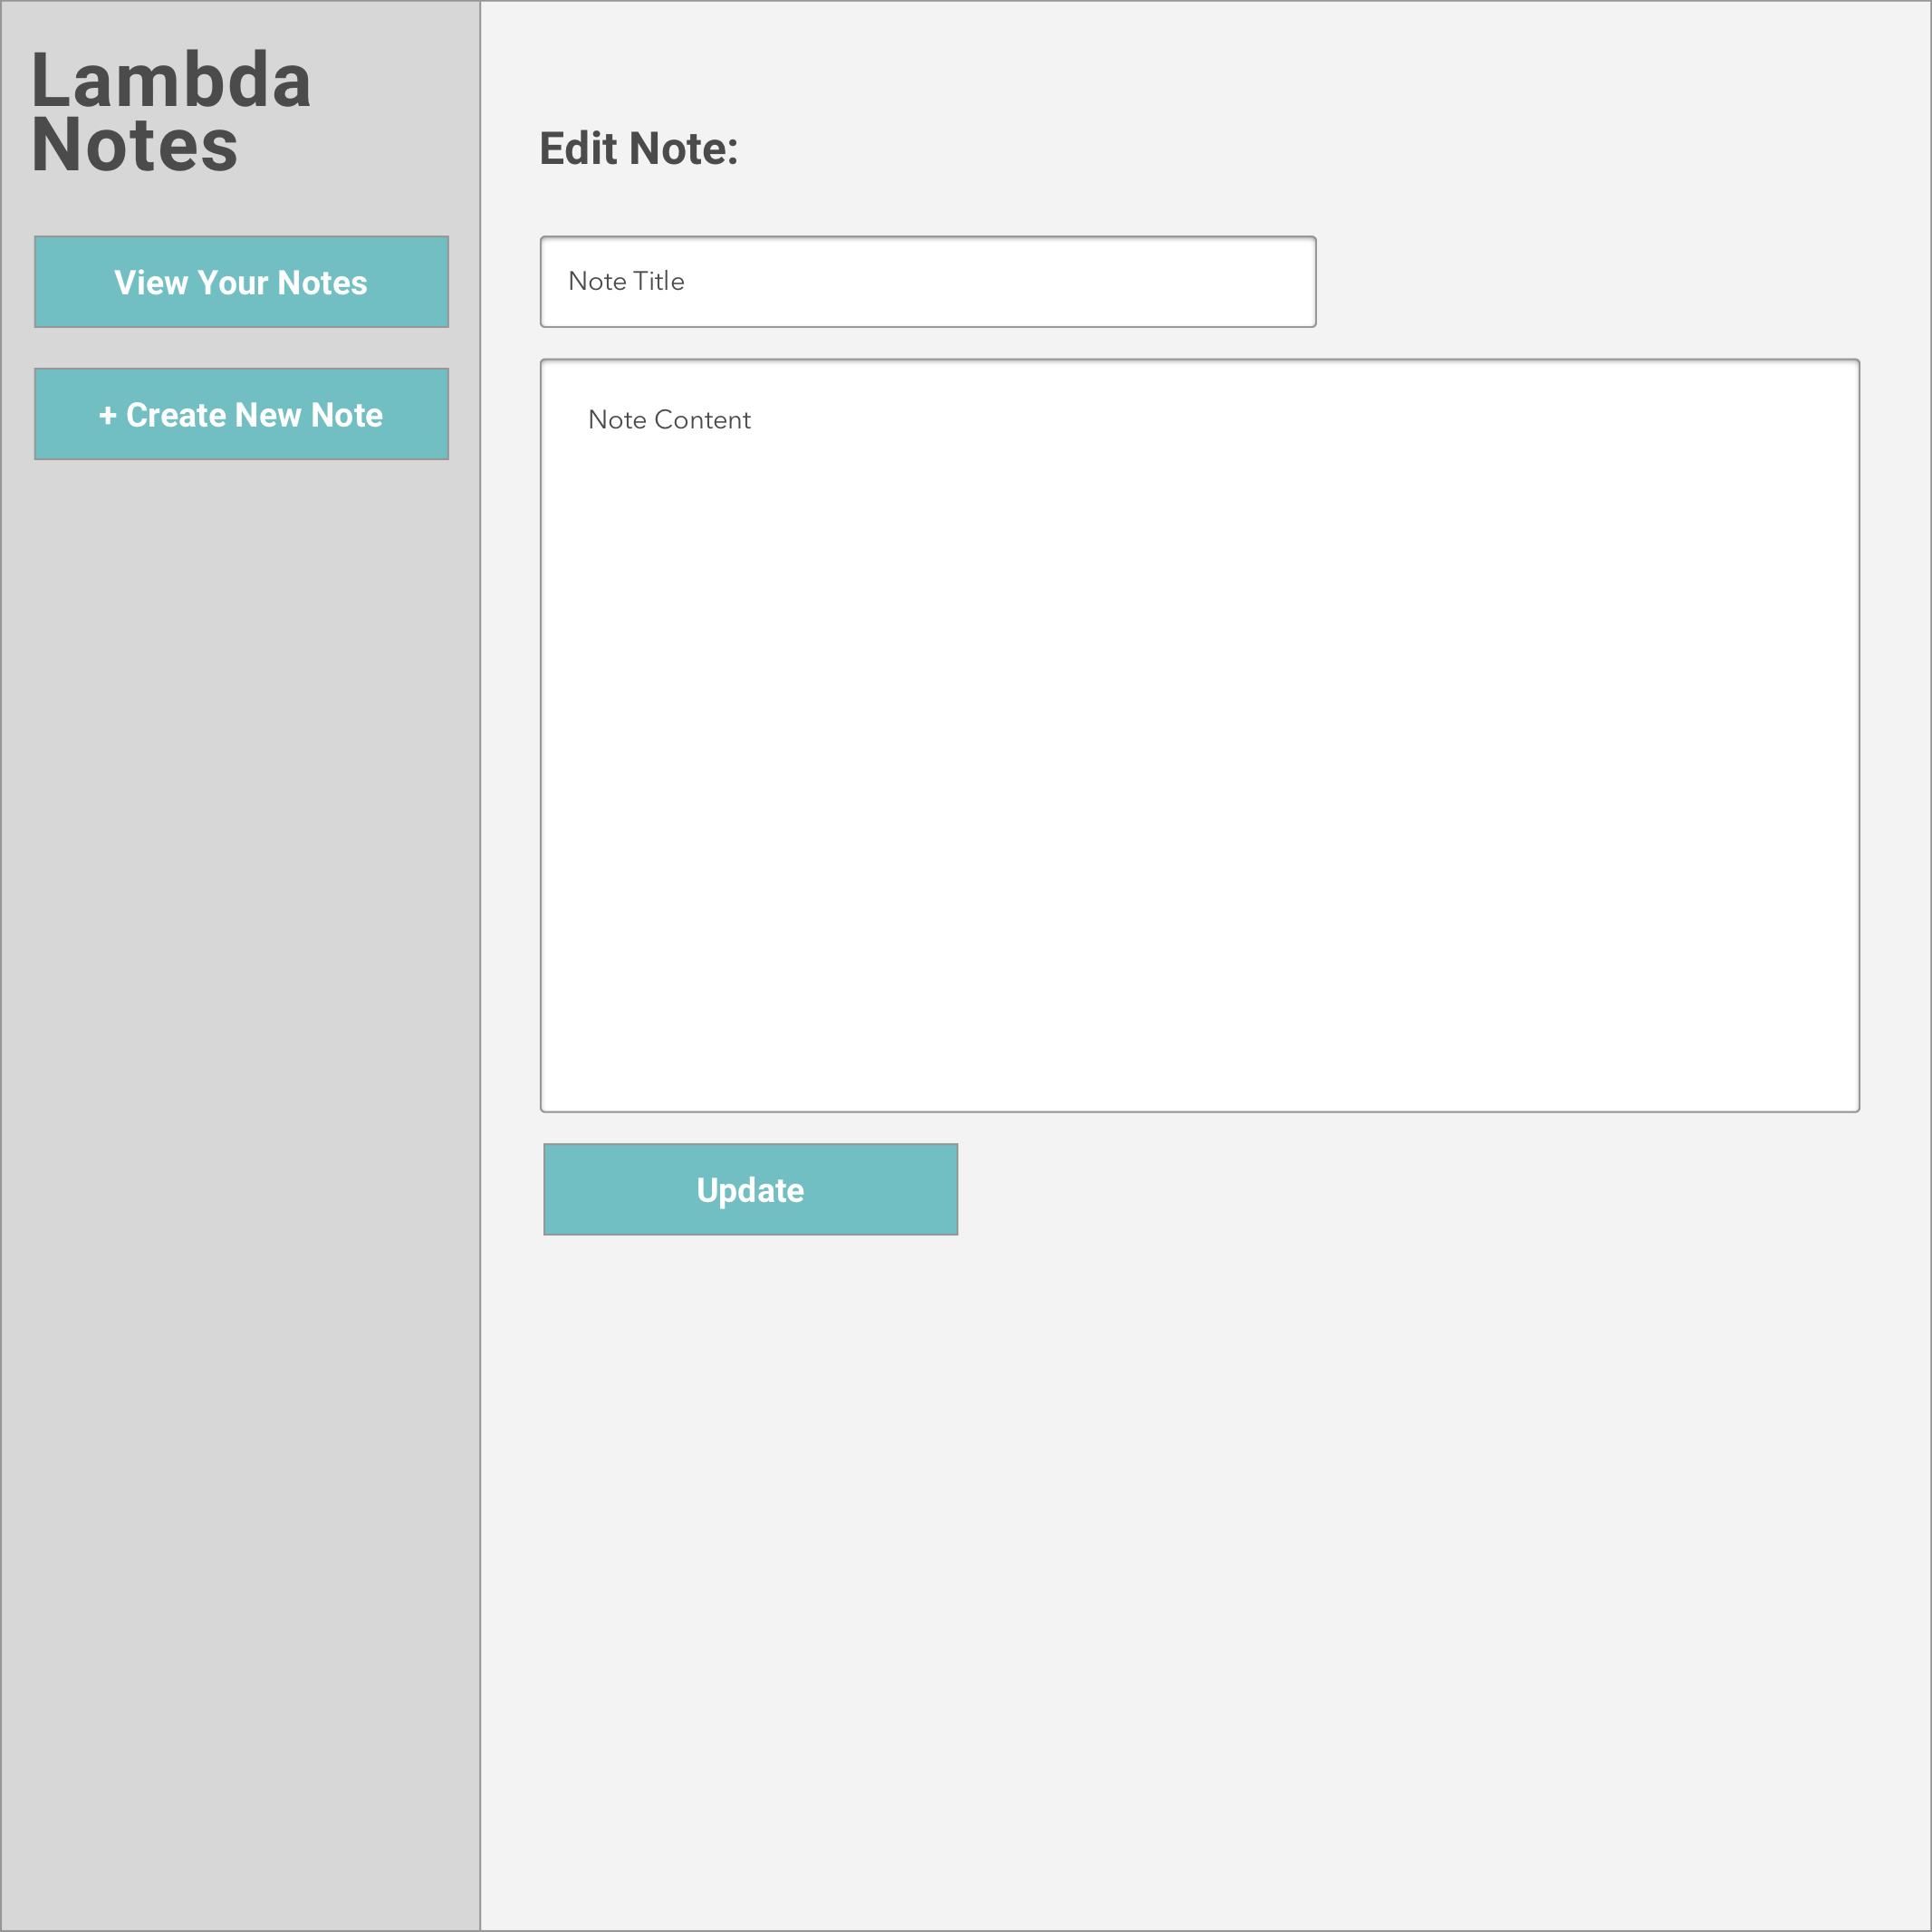 Lambda
Notes
View Your Notes
+ Create New Note
Edit Note:
Note Title
Note Content
Update